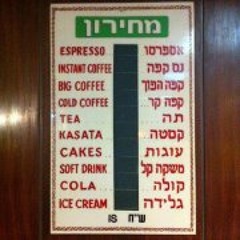 מחירון
ESPRESSO אספרסו
INSTANT COFFEE נס קפה
BIG COFFEE קפה הפוך
COLD COFFEE קפה קר
TEA תה
KASATA קסטה
CAKES עוגות
SOFT DRINK משקה קל
COLA קולה
ICE CREAM גלידה
IS ש"ח